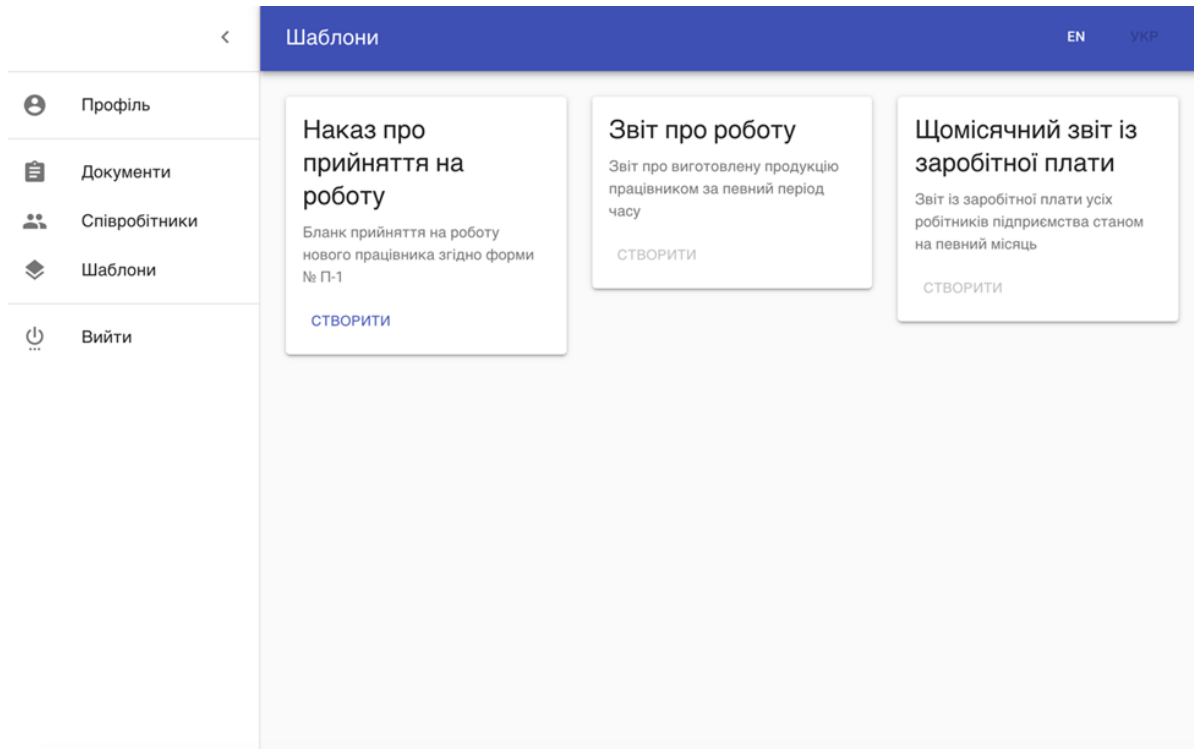 Шаблони
EN
УКР
Профіль
Документи
Співробітники
Шаблони
Вийти
Наказ про
прийняття на
роботу
Бланк прийняття на роботу
нового працівника згідно форми
№ П-1
СТВОРИТИ
Звіт про роботу
Звіт про виготовлену продукцію
працівником за певний період
часу
СТВОРИТИ
Щомісячний звіт із
заробітної плати
Звіт із заробітної плати усіх
робітників підприємства станом
на певний місяць
СТВОРИТИ